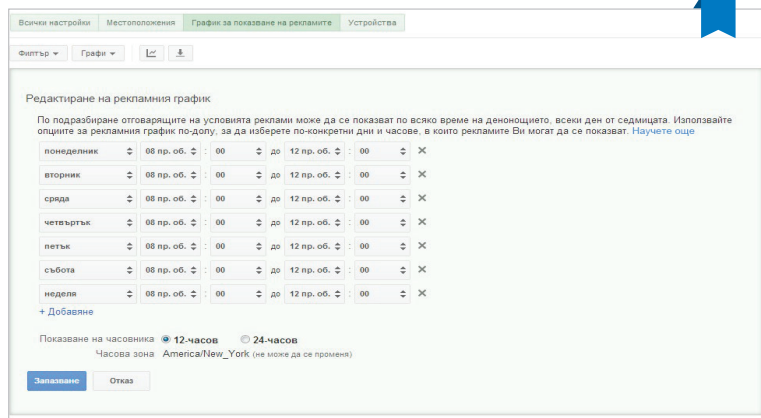 Всички настройки Местоположения График за показване на рекламите Устройства
Филтър Графи
Редактиране на рекламния график
По подразбиране отговарящите на условията реклами може да се показват по всяко време на денонощието, всеки ден от седмицата. Използвайте
опциите за рекламния график по-долу, за да изберете по-конкретни дни и часове, в които рекламите Ви могат да се показват. Научете още
понеделник 08 пр. об. : 00 до 12 пр. об. : 00
вторник 08 пр. об. : 00 до 12 пр. об. : 00
сряда 08 пр. об. : 00 до 12 пр. об. : 00
четвъртък 08 пр. об. : 00 до 12 пр. об. : 00
петък 08 пр. об. : 00 до 12 пр. об. : 00
събота 08 пр. об. : 00 до 12 пр. об. : 00
неделя 08 пр. об. : 00 до 12 пр. об. : 00
+ Добавяне
Показване на часовника 12-часов 24-часов
Часова зона America/New_York (не може да се променя)
Запазване Отказ